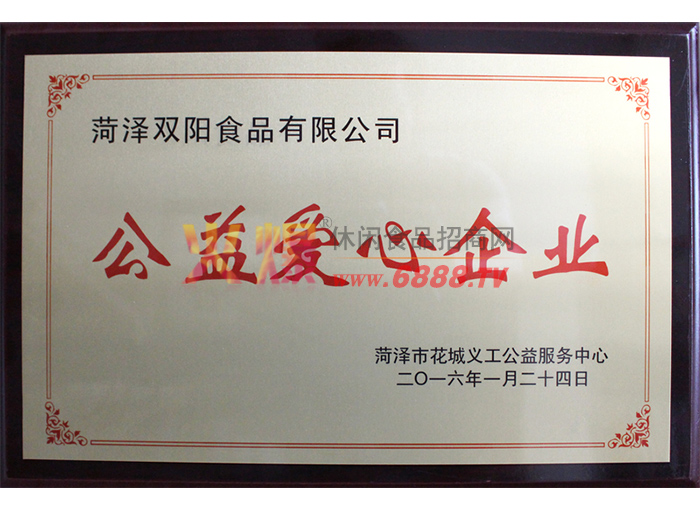 菏泽双阳食品有限公司
公益爱心企业
休闲食品招商网
www.6888.TV
菏泽市花城义工公益服务中心
二〇一六年一月二十四日